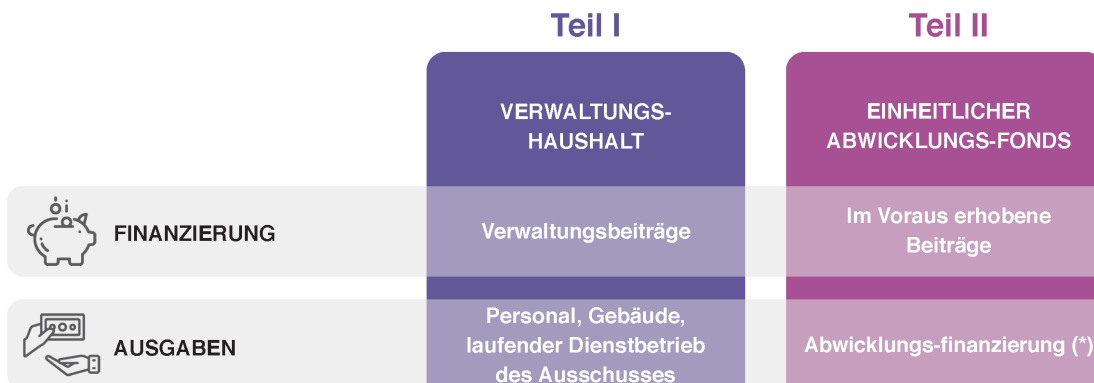 Teil I
Teil II
VERWALTUNGS-
HAUSHALT
EINHEITLICHER
ABWICKLUNGS-FONDS
FINANZIERUNG
Verwaltungsbeiträge
Im Voraus erhobene
Beiträge
AUSGABEN
Personal, Gebäude,
laufender Dienstbetrieb
des Ausschusses
Abwicklungs-finanzierung (*)